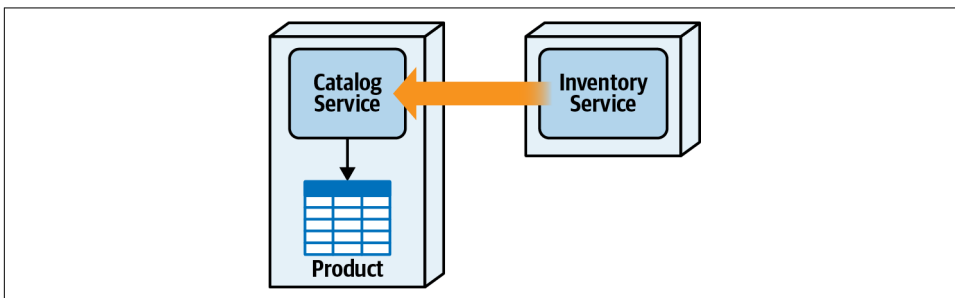 Catalog
Service
Inventory
Service
Product